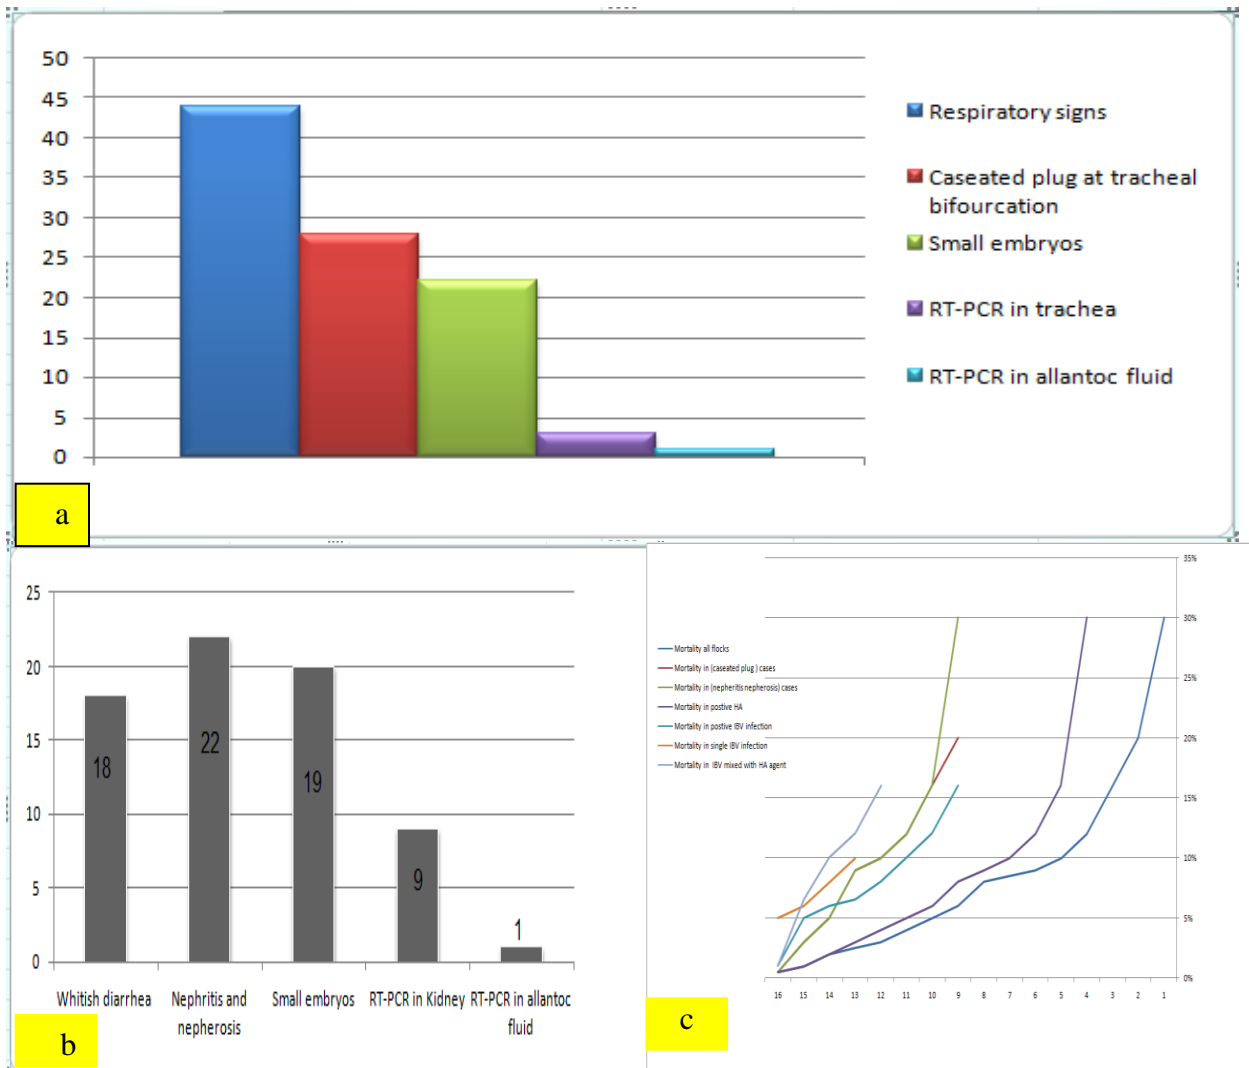 50
45
40
35
30
25
20
15
10
5
0
Respiratory signs
Caseated plug at tracheal
bifourcation
Small embryos
RT-PCR in trachea
RT-PCR in allantoc fluid
a
25
20
15
10
5
0
18
22
19
9
1
Whitish diarrhea
Nephritis and
nepherosis
Small embryos
RT-PCR in Kidney
RT-PCR in allantoc
fluid
b
Mortality all flocks
Mortality in (caseated plug ) cases
Mortality in (nepheritis nepherosis) cases
Mortality in postive HA
Mortality in postive IBV infection
Mortality in single IBV infection
Mortality in IBV mixed with HA agent
35%
30%
25%
20%
15%
10%
5%
0%
16 15 14 13 12 11 10 9 8 7 6 5 4 3 2 1
c